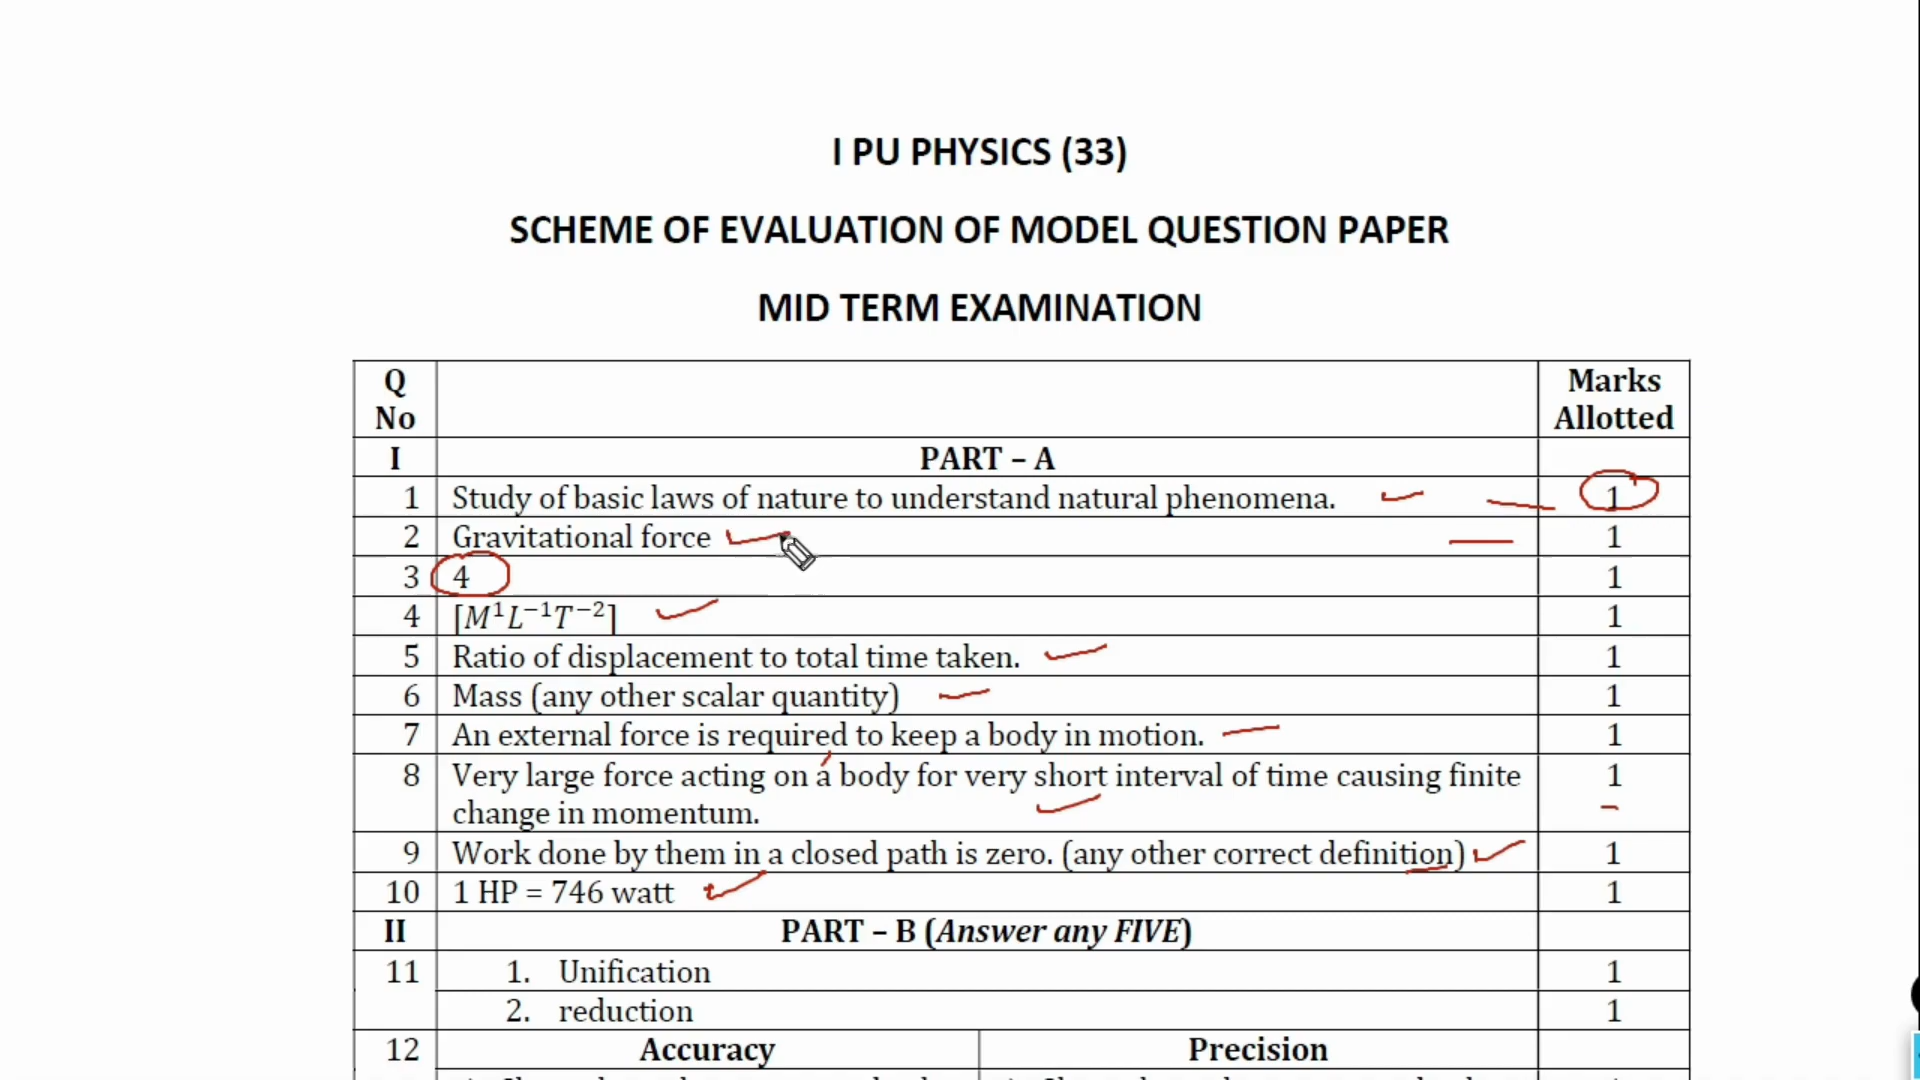 I PU PHYSICS (33)
SCHEME OF EVALUATION OF MODEL QUESTION PAPER
MID TERM EXAMINATION
Q No Marks Allotted
I PART – A
1 Study of basic laws of nature to understand natural phenomena. 1
2 Gravitational force 1
3 4 1
4 [M¹L⁻¹T⁻²] 1
5 Ratio of displacement to total time taken. 1
6 Mass (any other scalar quantity) 1
7 An external force is required to keep a body in motion. 1
8 Very large force acting on a body for very short interval of time causing finite 1
change in momentum.
9 Work done by them in a closed path is zero. (any other correct definition) 1
10 1 HP = 746 watt 1
II PART – B (Answer any FIVE)
11 1. Unification 1
2. reduction 1
12 Accuracy Precision